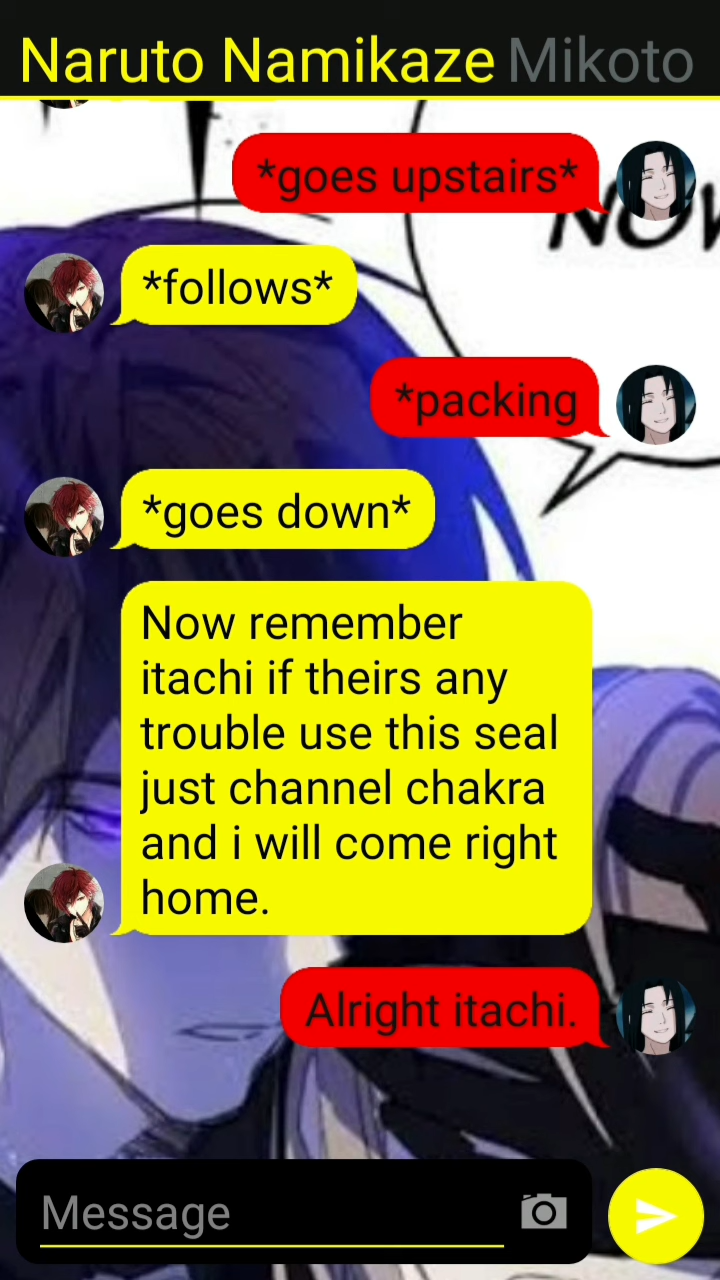 Naruto Namikaze Mikoto
*goes upstairs*
*follows*
*packing
*goes down*
Now remember
itachi if theirs any
trouble use this seal
just channel chakra
and i will come right
home.
Alright itachi.
Message